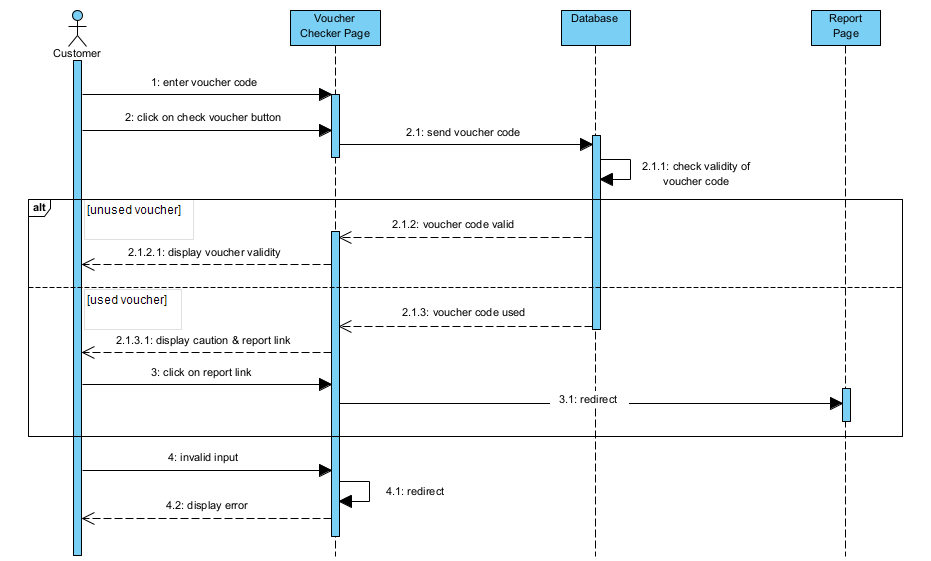 Voucher
Checker Page
Database
Report
Page
Customer
1: enter voucher code
2: click on check voucher button
2.1: send voucher code
2.1.1: check validity of
voucher code
alt
[unused voucher]
2.1.2: voucher code valid
2.1.2.1: display voucher validity
[used voucher]
2.1.3: voucher code used
2.1.3.1: display caution & report link
3: click on report link
3.1: redirect
4: invalid input
4.1: redirect
4.2: display error